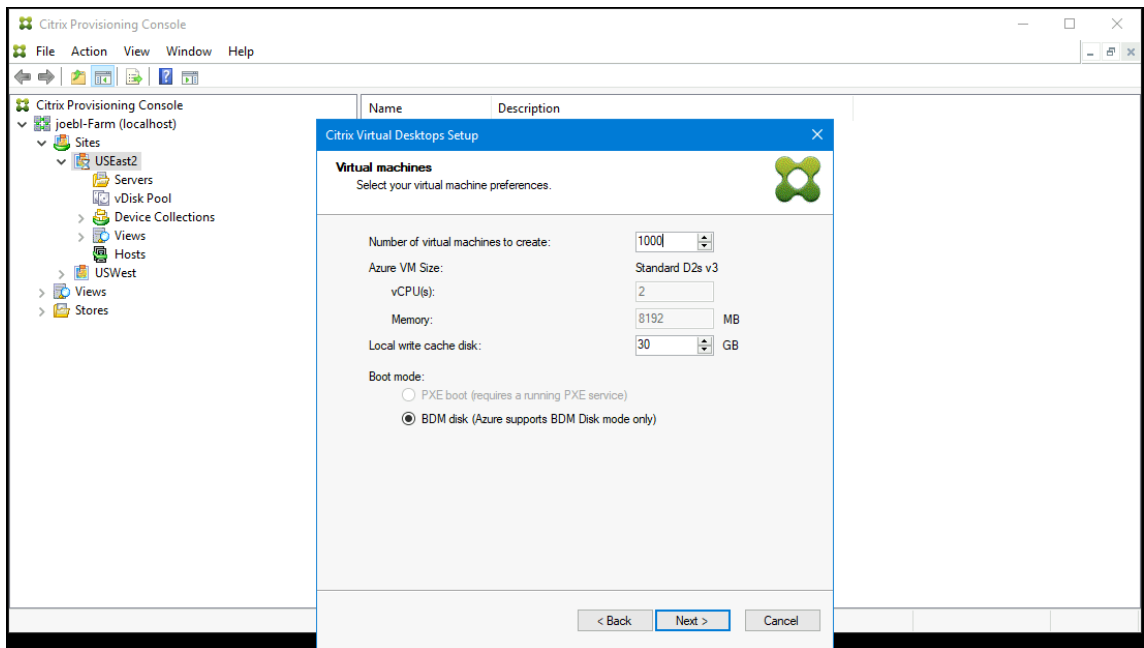 Citrix Provisioning Console
File Action View Window Help
Citrix Provisioning Console
joebl-Farm (localhost)
Sites
USEast2
Servers
vDisk Pool
Device Collections
Views
Hosts
USWest
Views
Stores
Name Description
Citrix Virtual Desktops Setup
Virtual machines
Select your virtual machine preferences.
Number of virtual machines to create: 1000
Azure VM Size: Standard D2s v3
vCPU(s): 2
Memory: 8192 MB
Local write cache disk: 30 GB
Boot mode:
PXE boot (requires a running PXE service)
BDM disk (Azure supports BDM Disk mode only)
< Back Next > Cancel